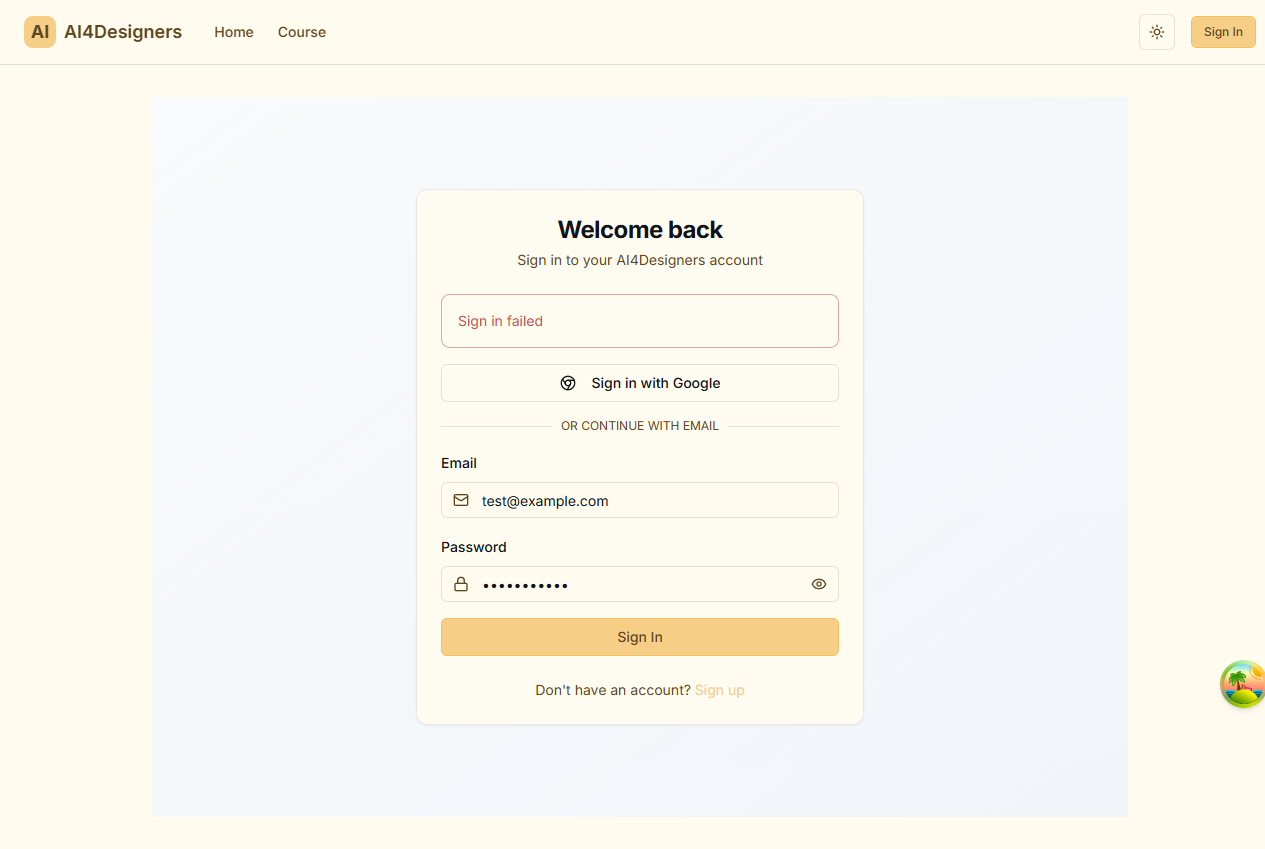 AI AI4Designers Home Course Sign In
Welcome back
Sign in to your AI4Designers account
Sign in failed
Sign in with Google
OR CONTINUE WITH EMAIL
Email
test@example.com
Password
•••••••••••
Sign In
Don't have an account? Sign up